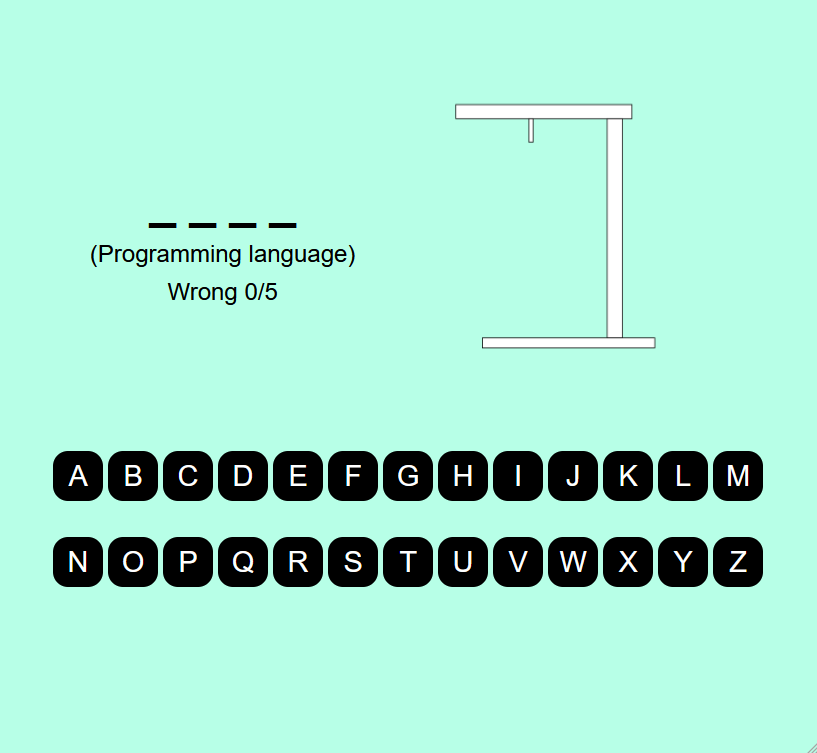 _ _ _ _
(Programming language)
Wrong 0/5
A B C D E F G H I J K L M
N O P Q R S T U V W X Y Z